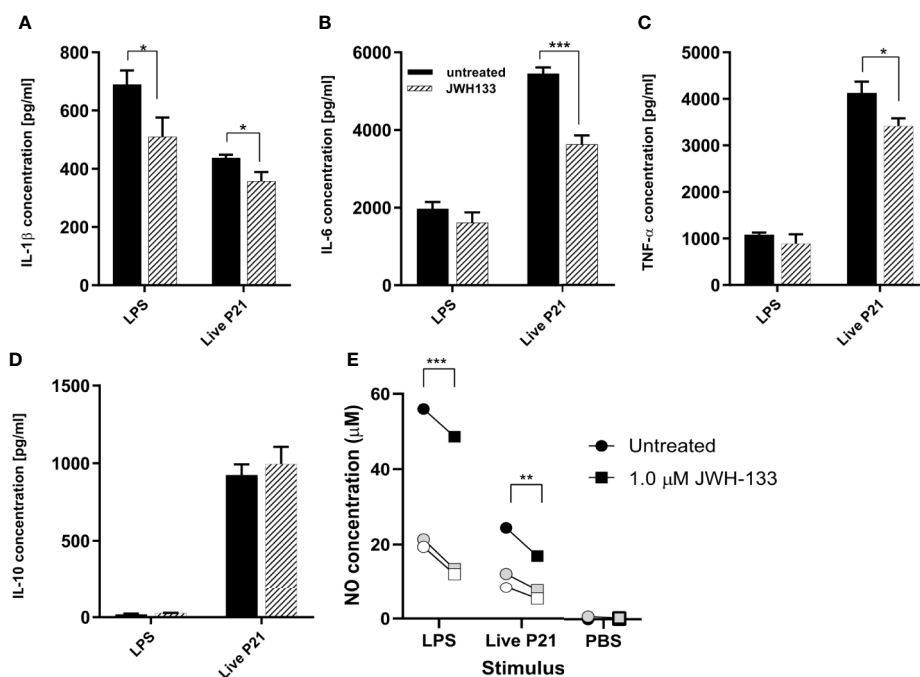 A
IL-1β concentration [pg/ml]
800
600
400
200
0
*
*
LPS
Live P21
B
IL-6 concentration [pg/ml]
6000
4000
2000
0
***
untreated
JWH133
LPS
Live P21
C
TNF-α concentration [pg/ml]
5000
4000
3000
2000
1000
0
*
LPS
Live P21
D
IL-10 concentration [pg/ml]
1500
1000
500
0
LPS
Live P21
E
NO concentration (μM)
60
40
20
0
***
**
Untreated
1.0 μM JWH-133
LPS Live P21 PBS
Stimulus